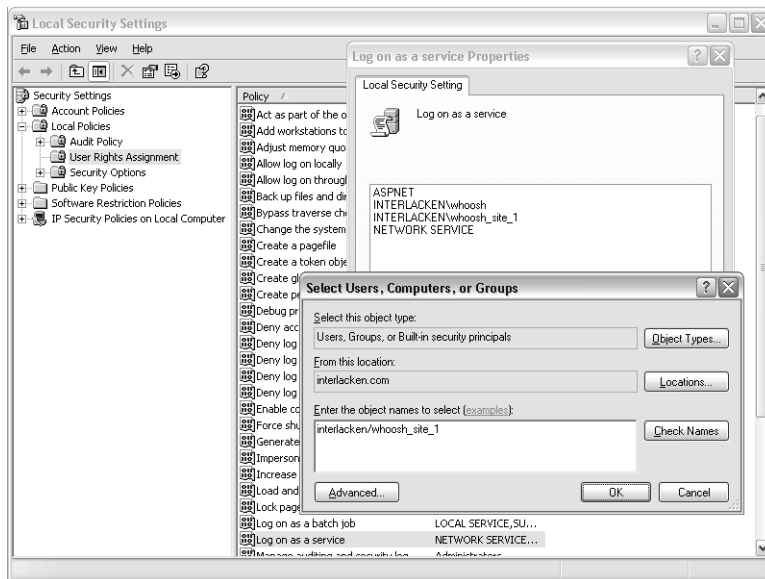 Local Security Settings
File Action View Help
Security Settings
Account Policies
Local Policies
Audit Policy
User Rights Assignment
Security Options
Public Key Policies
Software Restriction Policies
IP Security Policies on Local Computer
Policy
Act as part of the o
Add workstations to
Adjust memory quo
Allow log on locally
Allow log on throug
Back up files and dir
Bypass traverse ch
Change the system
Create a pagefile
Create a token obje
Create gl
Create pe
Debug pr
Deny acc
Deny log
Deny log
Deny log
Deny log
Enable co
Force shu
Generate
Imperson
Increase
Load and
Lock page
Log on as a batch job LOCAL SERVICE,SU...
Log on as a service NETWORK SERVICE...
Manage auditing and security log Administrators
Log on as a service Properties
Local Security Setting
Log on as a service
ASPNET
INTERLACKEN\whoosh
INTERLACKEN\whoosh_site_1
NETWORK SERVICE
Select Users, Computers, or Groups
Select this object type:
Users, Groups, or Built-in security principals
Object Types...
From this location:
interlacken.com
Locations...
Enter the object names to select (examples):
interlacken/whoosh_site_1
Check Names
Advanced...
OK
Cancel